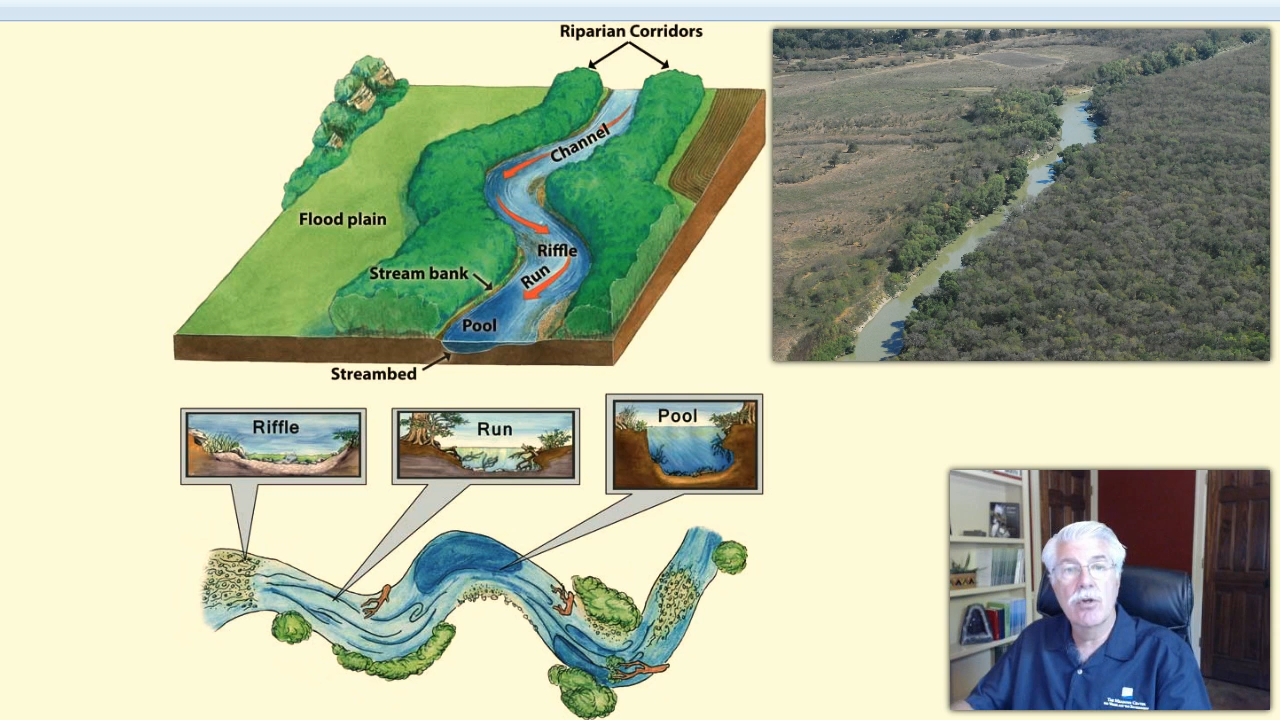 Riparian Corridors
Channel
Flood plain
Riffle
Stream bank
Run
Pool
Streambed
Riffle
Run
Pool